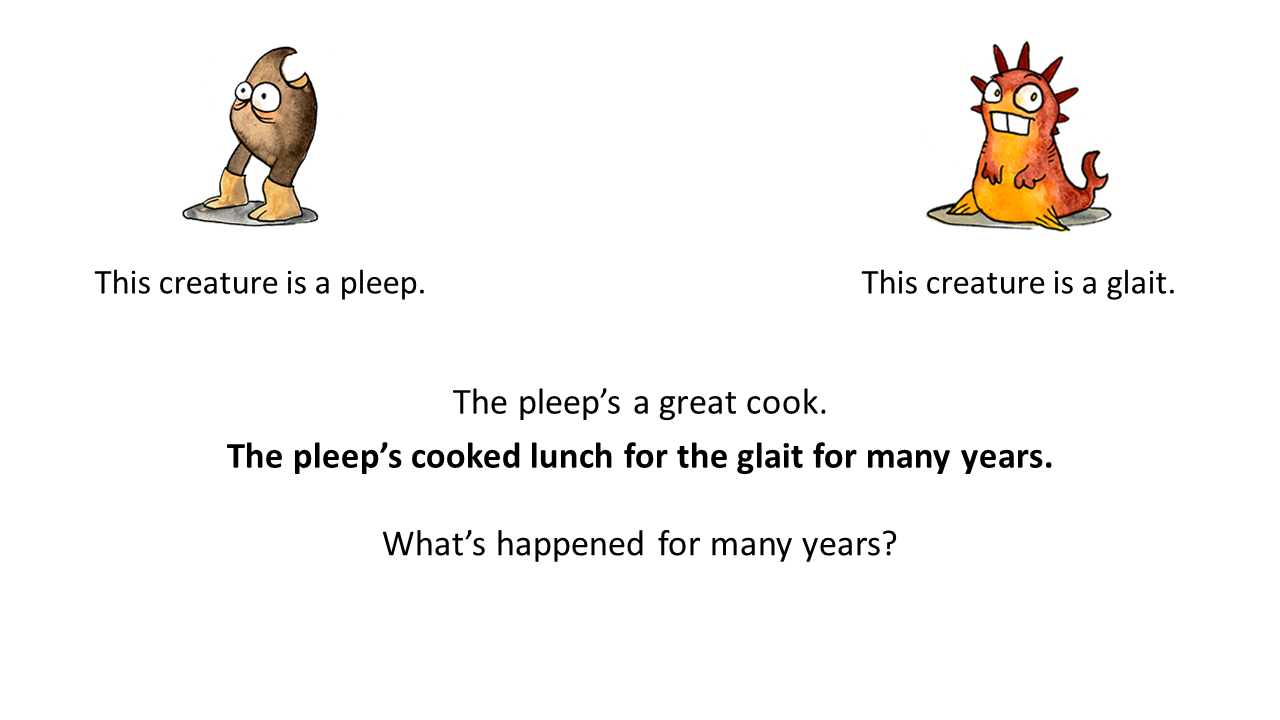 This creature is a pleep.
This creature is a glait.
The pleep’s a great cook.
The pleep’s cooked lunch for the glait for many years.
What’s happened for many years?